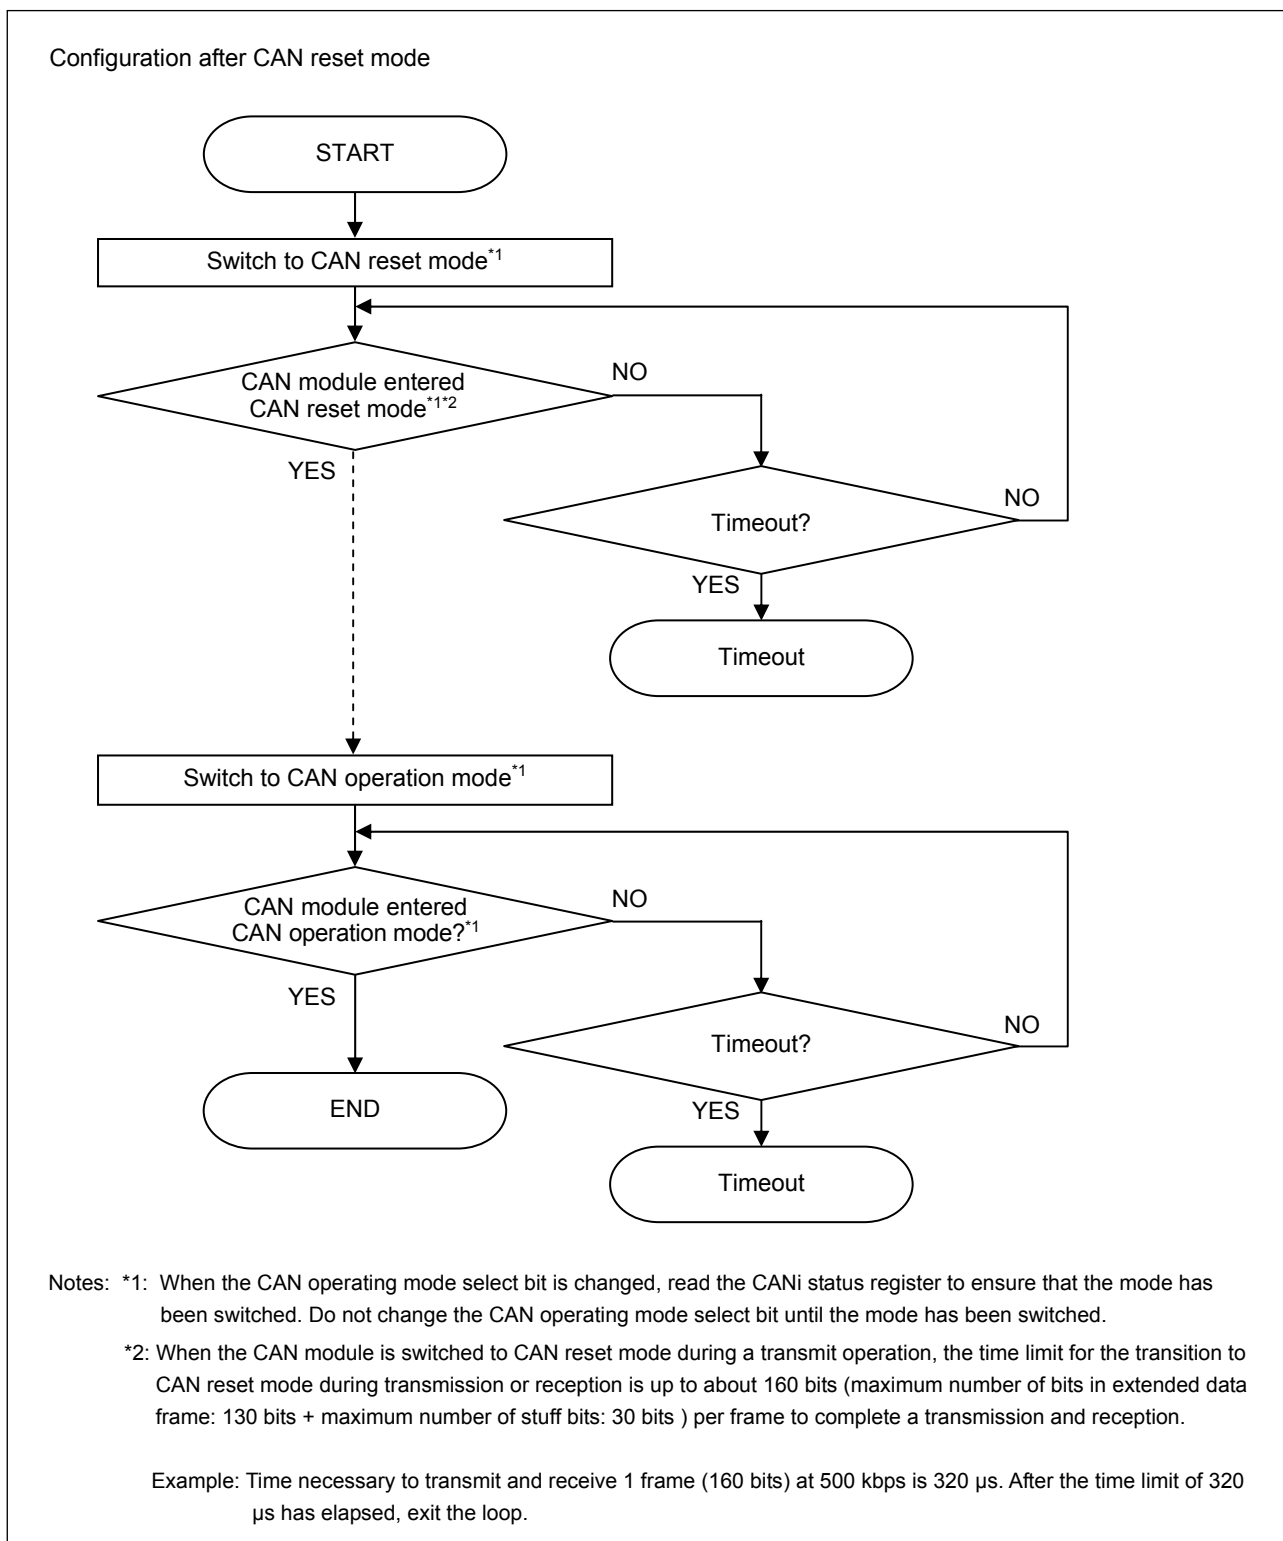 Configuration after CAN reset mode
START
Switch to CAN reset mode*1
CAN module entered
CAN reset mode*1*2
NO
YES
Timeout?
NO
YES
Timeout
Switch to CAN operation mode*1
CAN module entered
CAN operation mode?*1
NO
YES
Timeout?
NO
END
YES
Timeout
Notes: *1: When the CAN operating mode select bit is changed, read the CANi status register to ensure that the mode has
been switched. Do not change the CAN operating mode select bit until the mode has been switched.
*2: When the CAN module is switched to CAN reset mode during a transmit operation, the time limit for the transition to
CAN reset mode during transmission or reception is up to about 160 bits (maximum number of bits in extended data
frame: 130 bits + maximum number of stuff bits: 30 bits ) per frame to complete a transmission and reception.
Example: Time necessary to transmit and receive 1 frame (160 bits) at 500 kbps is 320 µs. After the time limit of 320
µs has elapsed, exit the loop.